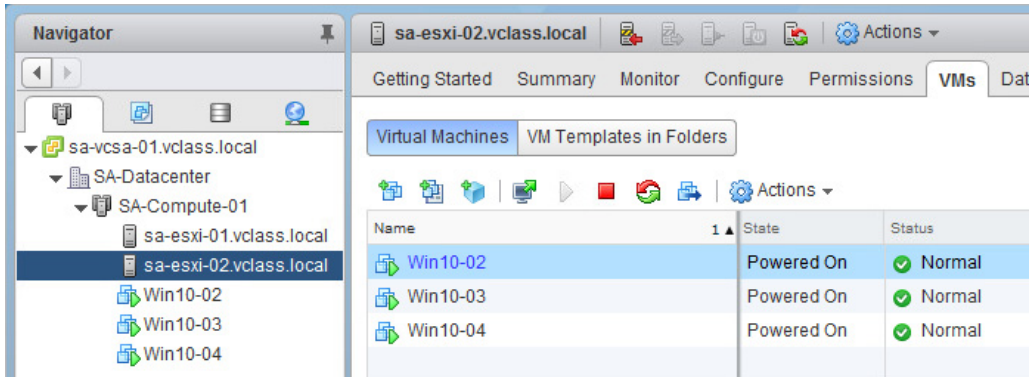 Navigator
sa-vcsa-01.vclass.local
SA-Datacenter
SA-Compute-01
sa-esxi-01.vclass.local
sa-esxi-02.vclass.local
Win10-02
Win10-03
Win10-04
sa-esxi-02.vclass.local Actions
Getting Started Summary Monitor Configure Permissions VMs Dat
Virtual Machines VM Templates in Folders
Actions
Name 1 State Status
Win10-02 Powered On Normal
Win10-03 Powered On Normal
Win10-04 Powered On Normal